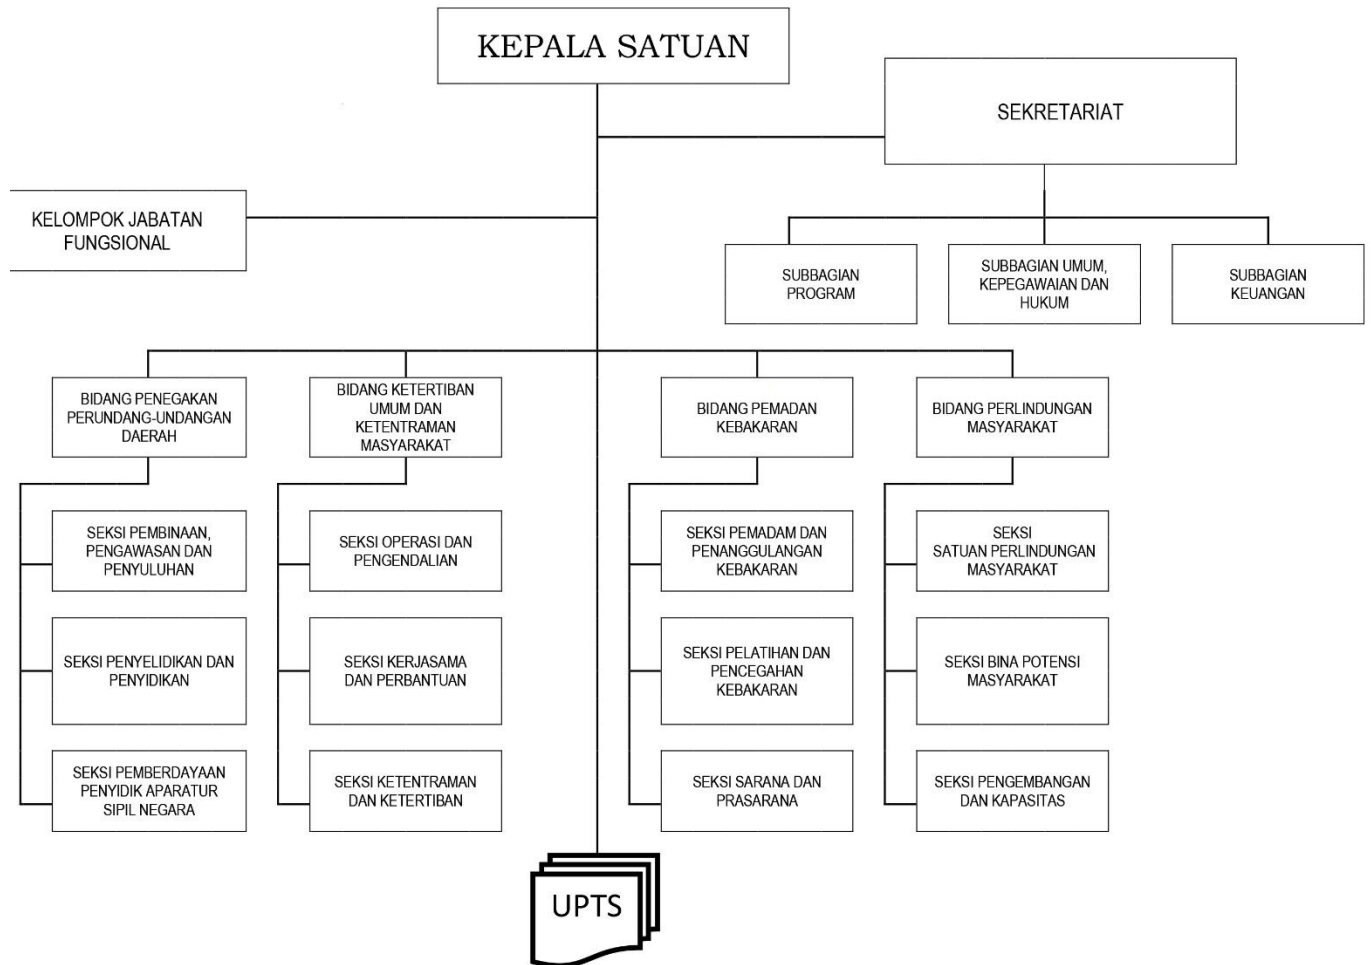 KEPALA SATUAN
SEKRETARIAT
KELOMPOK JABATAN
FUNGSIONAL
SUBBAGIAN
PROGRAM
SUBBAGIAN UMUM,
KEPEGAWAIAN DAN
HUKUM
SUBBAGIAN
KEUANGAN
BIDANG PENEGAKAN
PERUNDANG-UNDANGAN
DAERAH
BIDANG KETERTIBAN
UMUM DAN
KETENTRAMAN
MASYARAKAT
BIDANG PEMADAN
KEBAKARAN
BIDANG PERLINDUNGAN
MASYARAKAT
SEKSI PEMBINAAN,
PENGAWASAN DAN
PENYULUHAN
SEKSI OPERASI DAN
PENGENDALIAN
SEKSI PEMADAM DAN
PENANGGULANGAN
KEBAKARAN
SEKSI
SATUAN PERLINDUNGAN
MASYARAKAT
SEKSI PENYELIDIKAN DAN
PENYIDIKAN
SEKSI KERJASAMA
DAN PERBANTUAN
SEKSI PELATIHAN DAN
PENCEGAHAN
KEBAKARAN
SEKSI BINA POTENSI
MASYARAKAT
SEKSI PEMBERDAYAAN
PENYIDIK APARATUR
SIPIL NEGARA
SEKSI KETENTRAMAN
DAN KETERTIBAN
SEKSI SARANA DAN
PRASARANA
SEKSI PENGEMBANGAN
DAN KAPASITAS
UPTS